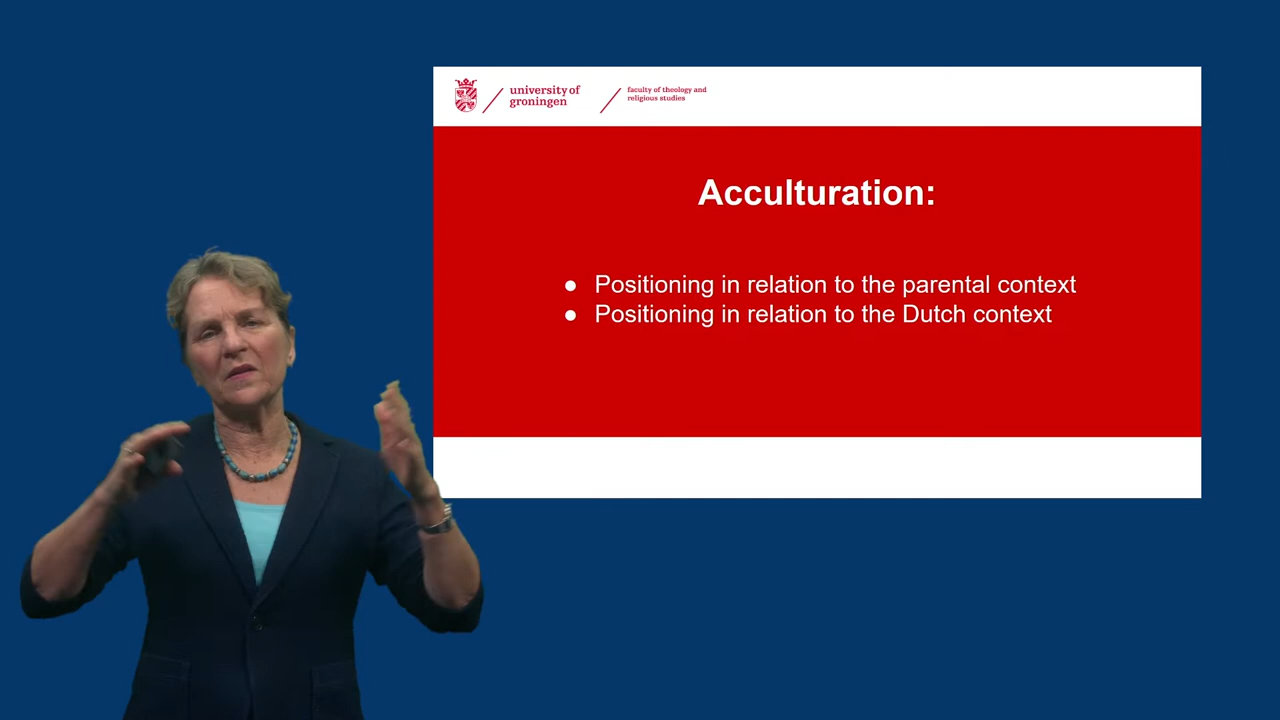 university of
groningen
faculty of theology and
religious studies
Acculturation:
● Positioning in relation to the parental context
● Positioning in relation to the Dutch context